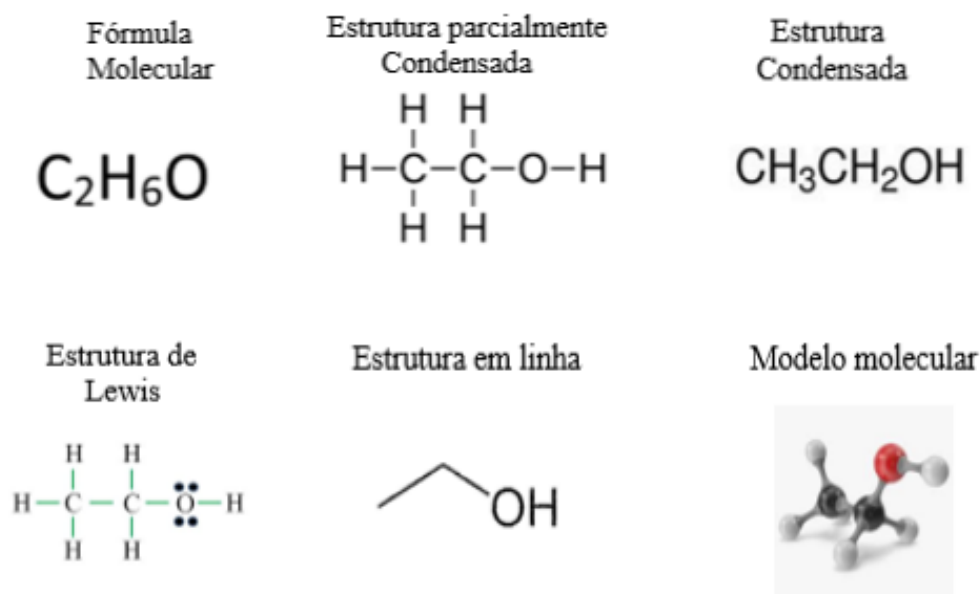 Fórmula
Molecular
Estrutura parcialmente
Condensada
Estrutura
Condensada
C₂H₆O
H H
H–C–C–O–H
H H
CH₃CH₂OH
Estrutura de
Lewis
Estrutura em linha
Modelo molecular
H H
H–C–C–O–H
H H
OH